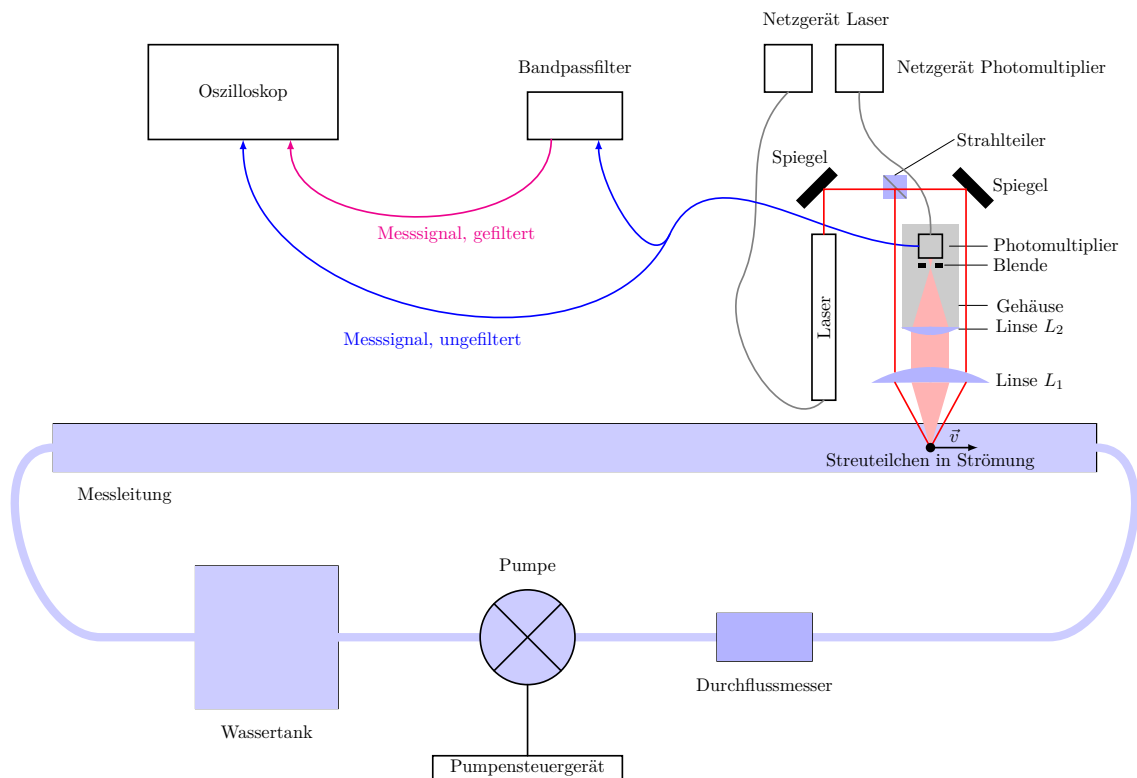 Netzgerät Laser
Oszilloskop
Bandpassfilter
Netzgerät Photomultiplier
Strahlteiler
Spiegel
Spiegel
Messsignal, gefiltert
Photomultiplier
Blende
Gehäuse
Laser
Linse L₂
Messsignal, ungefiltert
Linse L₁
v⃗
Streuteilchen in Strömung
Messleitung
Pumpe
Durchflussmesser
Wassertank
Pumpensteuergerät